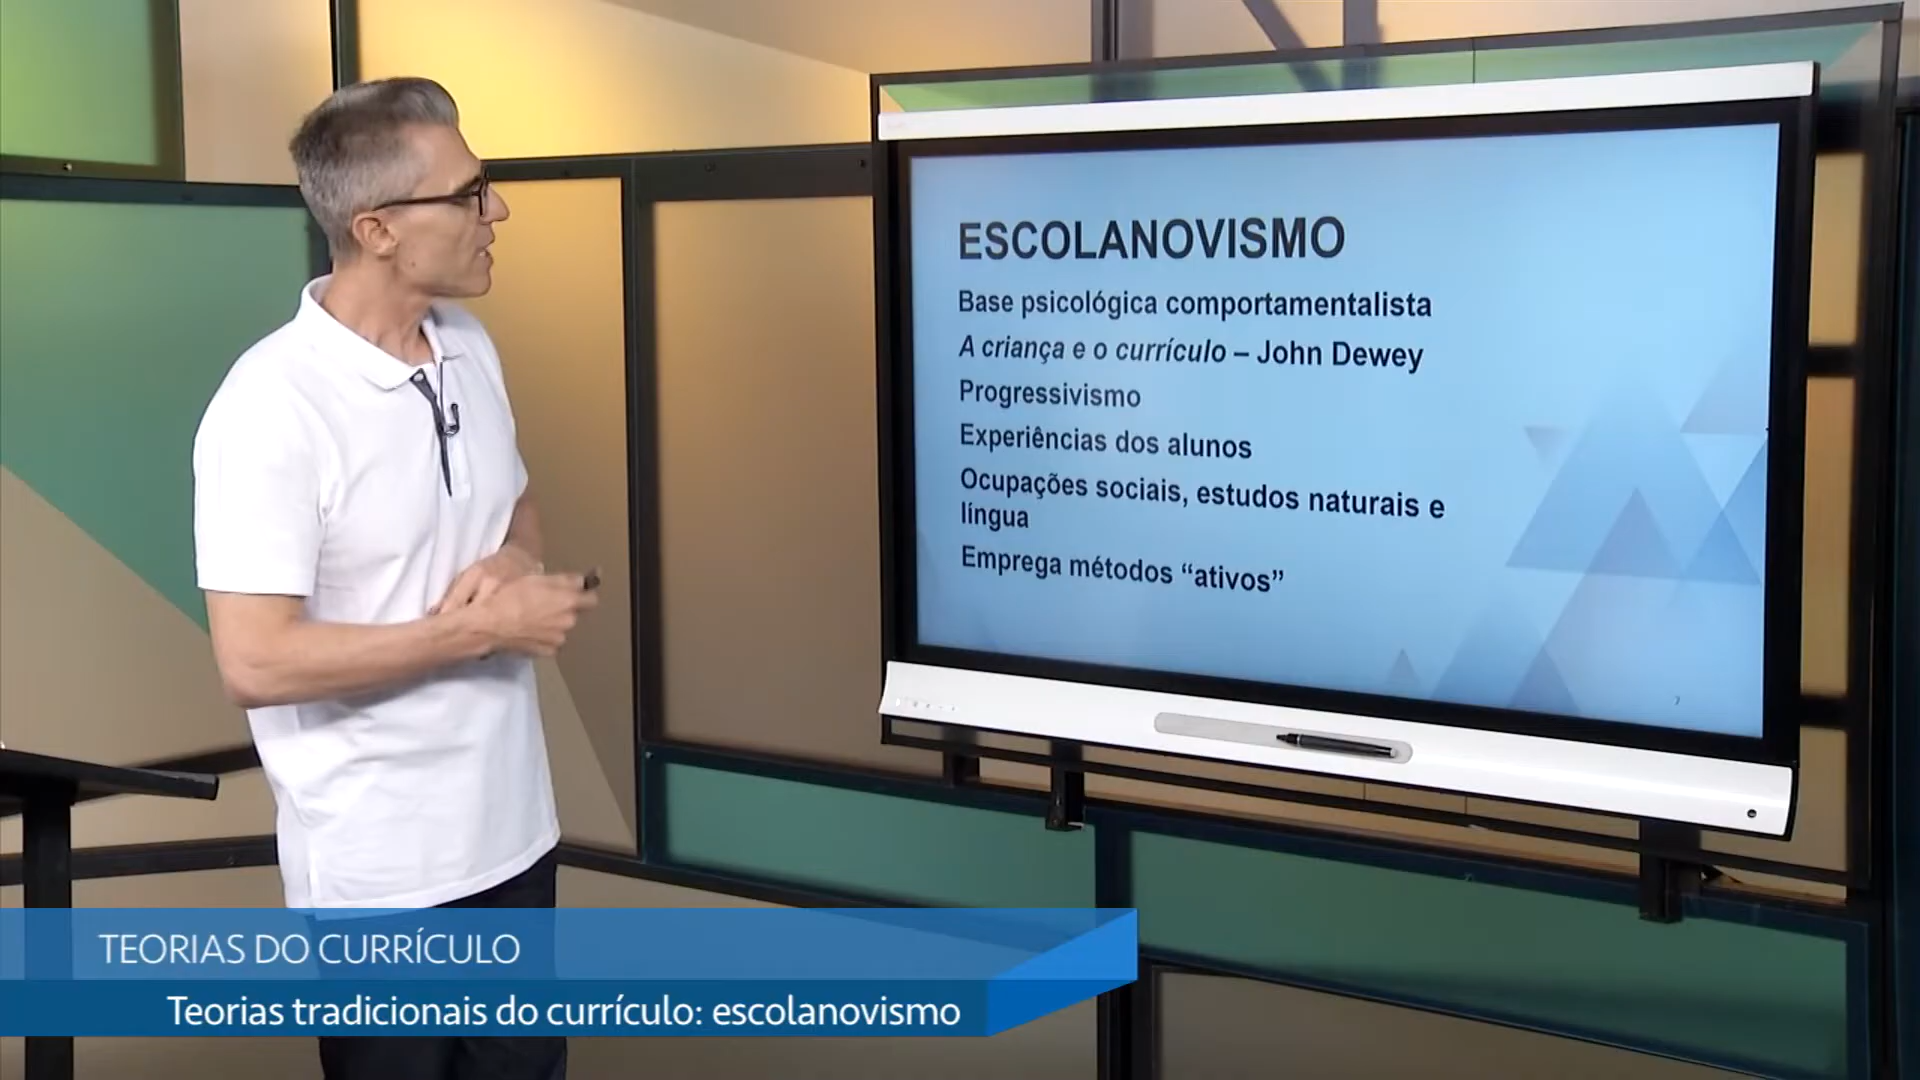 ESCOLANOVISMO
Base psicológica comportamentalista
A criança e o currículo – John Dewey
Progressivismo
Experiências dos alunos
Ocupações sociais, estudos naturais e
língua
Emprega métodos “ativos”
7
TEORIAS DO CURRÍCULO
Teorias tradicionais do currículo: escolanovismo